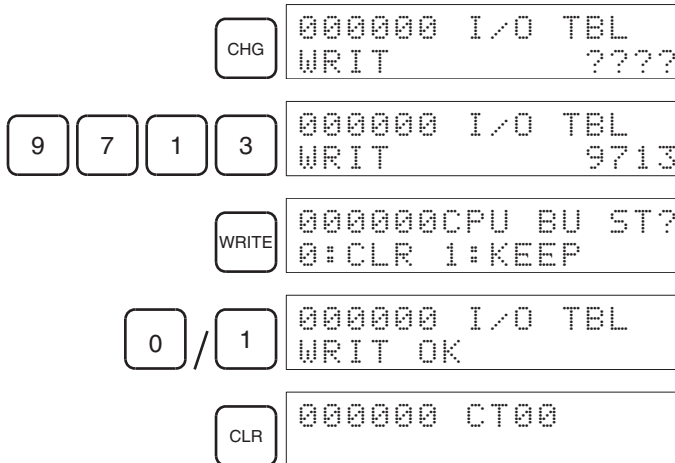 CHG
000000 I/O TBL
WRIT ????
9 7 1 3
000000 I/O TBL
WRIT 9713
WRITE
000000CPU BU ST?
0:CLR 1:KEEP
0 / 1
000000 I/O TBL
WRIT OK
CLR
000000 CT00